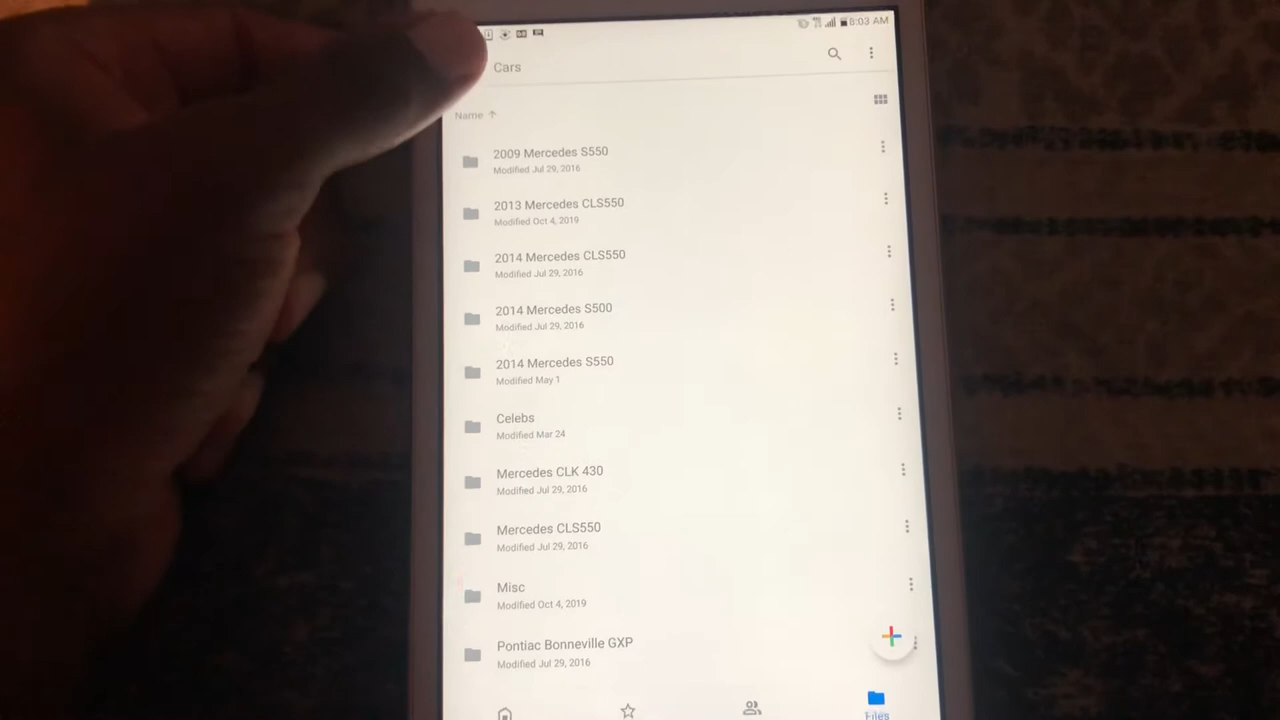 8:03 AM
Cars
Name ↑
2009 Mercedes S550
Modified Jul 29, 2016
2013 Mercedes CLS550
Modified Oct 4, 2019
2014 Mercedes CLS550
Modified Jul 29, 2016
2014 Mercedes S500
Modified Jul 29, 2016
2014 Mercedes S550
Modified May 1
Celebs
Modified Mar 24
Mercedes CLK 430
Modified Jul 29, 2016
Mercedes CLS550
Modified Jul 29, 2016
Misc
Modified Oct 4, 2019
Pontiac Bonneville GXP
Modified Jul 29, 2016
Files